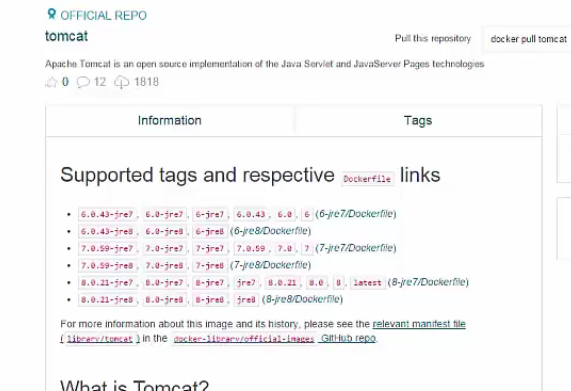 OFFICIAL REPO
tomcat
Pull this repository docker pull tomcat
Apache Tomcat is an open source implementation of the Java Servlet and JavaServer Pages technologies
0 12 1818
Information Tags
Supported tags and respective Dockerfile links
• 6.0.43-jre7, 6.0-jre7, 6-jre7, 6.0.43, 6.0, 6 (6-jre7/Dockerfile)
• 6.0.43-jre8, 6.0-jre8, 6-jre8 (6-jre8/Dockerfile)
• 7.0.59-jre7, 7.0-jre7, 7-jre7, 7.0.59, 7.0, 7 (7-jre7/Dockerfile)
• 7.0.59-jre8, 7.0-jre8, 7-jre8 (7-jre8/Dockerfile)
• 8.0.21-jre7, 8.0-jre7, 8-jre7, jre7, 8.0.21, 8.0, 8, latest (8-jre7/Dockerfile)
• 8.0.21-jre8, 8.0-jre8, 8-jre8, jre8 (8-jre8/Dockerfile)
For more information about this image and its history, please see the relevant manifest file
(library/tomcat) in the docker-library/official-images GitHub repo.
What is Tomcat?